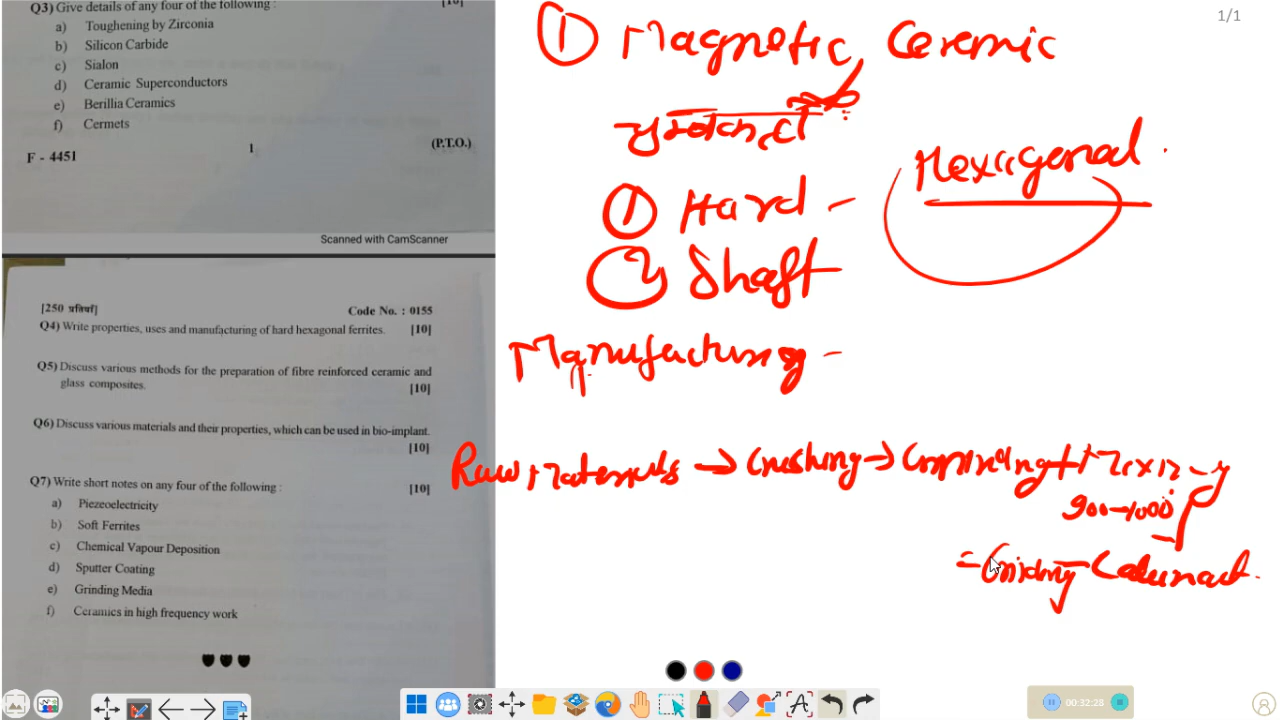 Q3) Give details of any four of the following : [10]
a) Toughening by Zirconia
b) Silicon Carbide
c) Sialon
d) Ceramic Superconductors
e) Berillia Ceramics
f) Cermets
F - 4451 1 (P.T.O.)
Scanned with CamScanner
[250 प्रतियाँ] Code No. : 0155
Q4) Write properties, uses and manufacturing of hard hexagonal ferrites. [10]
Q5) Discuss various methods for the preparation of fibre reinforced ceramic and
glass composites. [10]
Q6) Discuss various materials and their properties, which can be used in bio-implant.
[10]
Q7) Write short notes on any four of the following : [10]
a) Piezeoelectricity
b) Soft Ferrites
c) Chemical Vapour Deposition
d) Sputter Coating
e) Grinding Media
f) Ceramics in high frequency work
1/1
① Magnetic Ceramic
① Hard - Hexagonal.
② Shaft
Manufacturing -
Raw Materials → Crushing →
900-1000
00:32:28